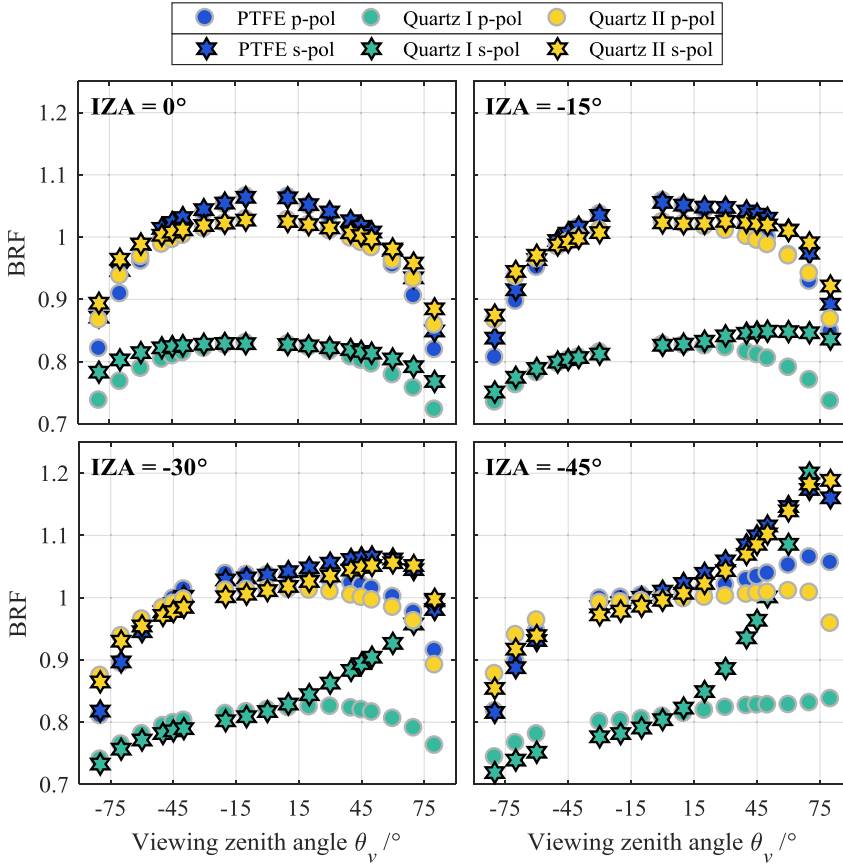 PTFE p-pol Quartz I p-pol Quartz II p-pol
PTFE s-pol Quartz I s-pol Quartz II s-pol
IZA = 0°
IZA = -15°
1.2
1.1
1
0.9
0.8
0.7
BRF
IZA = -30°
IZA = -45°
1.2
1.1
1
0.9
0.8
0.7
BRF
-75 -45 -15 15 45 75
-75 -45 -15 15 45 75
Viewing zenith angle θv /°
Viewing zenith angle θv /°